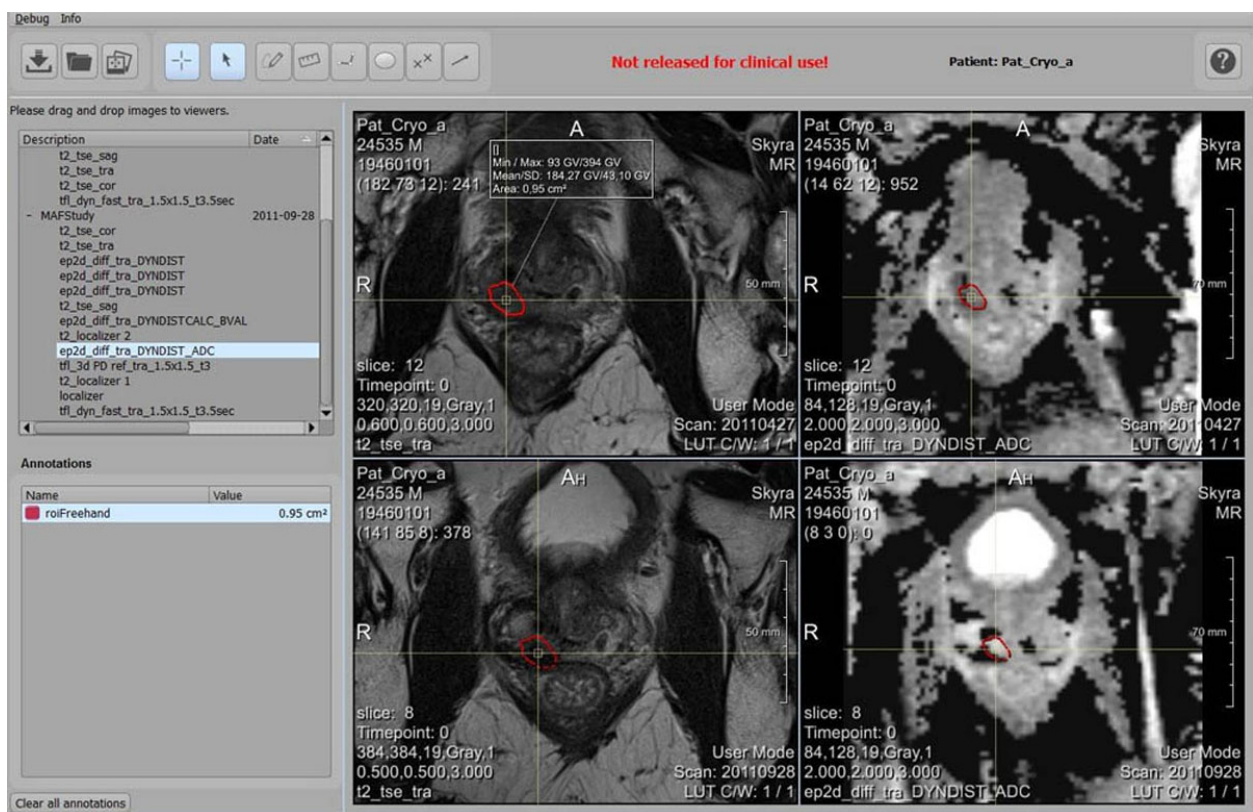 Debug Info
Not released for clinical use!
Patient: Pat_Cryo_a
Please drag and drop images to viewers.
Description Date
t2_tse_sag
t2_tse_tra
t2_tse_cor
tfl_dyn_fast_tra_1.5x1.5_t3.5sec
- MAFStudy 2011-09-28
t2_tse_cor
t2_tse_tra
ep2d_diff_tra_DYNDIST
ep2d_diff_tra_DYNDIST
ep2d_diff_tra_DYNDIST
t2_tse_sag
ep2d_diff_tra_DYNDISTCALC_BVAL
t2_localizer 2
ep2d_diff_tra_DYNDIST_ADC
tfl_3d PD ref_tra_1.5x1.5_t3
t2_localizer 1
localizer
tfl_dyn_fast_tra_1.5x1.5_t3.5sec
Annotations
Name Value
roiFreehand 0.95 cm²
Clear all annotations
Pat_Cryo_a
24535 M
19460101
(182 73 12): 241
A
[]
Min / Max: 93 GV/394 GV
Mean/SD: 184,27 GV/43,10 GV
Area: 0,95 cm²
Skyra
MR
R
50 mm
slice: 12
Timepoint: 0
320,320,19,Gray,1
0.600,0.600,3.000
t2_tse_tra
User Mode
Scan: 20110427
LUT C/W: 1 / 1
Pat_Cryo_a
24535 M
19460101
(14 62 12): 952
A
Skyra
MR
R
70 mm
slice: 12
Timepoint: 0
84,128,19,Gray,1
2.000,2.000,3.000
ep2d_diff_tra_DYNDIST_ADC
User Mode
Scan: 20110427
LUT C/W: 1 / 1
Pat_Cryo_a
24535 M
19460101
(141 85 8): 378
AH
Skyra
MR
R
50 mm
slice: 8
Timepoint: 0
384,384,19,Gray,1
0.500,0.500,3.000
t2_tse_tra
User Mode
Scan: 20110928
LUT C/W: 1 / 1
Pat_Cryo_a
24535 M
19460101
(8 3 0): 0
AH
Skyra
MR
R
70 mm
slice: 8
Timepoint: 0
84,128,19,Gray,1
2.000,2.000,3.000
ep2d_diff_tra_DYNDIST_ADC
User Mode
Scan: 20110928
LUT C/W: 1 / 1